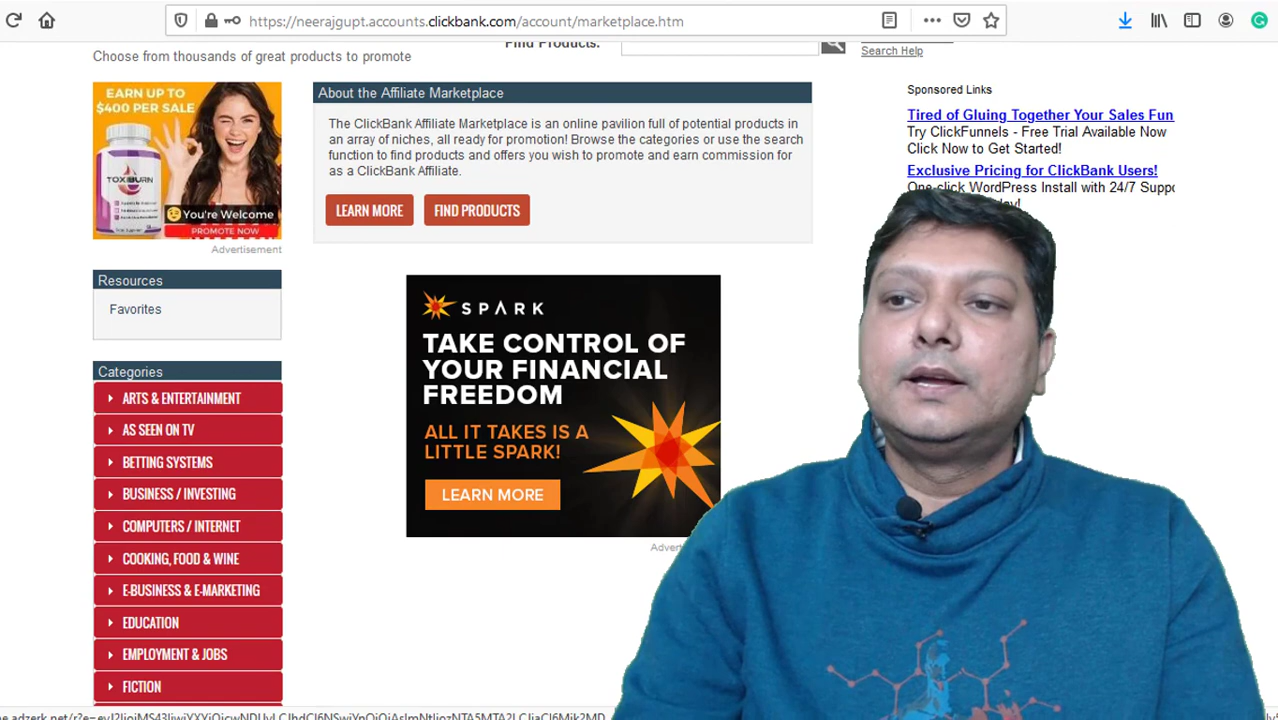 https://neerajgupt.accounts.clickbank.com/account/marketplace.htm
Choose from thousands of great products to promote
Find Products:
Search Help
EARN UP TO
$400 PER SALE
TOXIBURN
You're Welcome
PROMOTE NOW
Advertisement
About the Affiliate Marketplace
The ClickBank Affiliate Marketplace is an online pavilion full of potential products in
an array of niches, all ready for promotion! Browse the categories or use the search
function to find products and offers you wish to promote and earn commission for
as a ClickBank Affiliate.
LEARN MORE
FIND PRODUCTS
Sponsored Links
Tired of Gluing Together Your Sales Fun
Try ClickFunnels - Free Trial Available Now
Click Now to Get Started!
Exclusive Pricing for ClickBank Users!
One-click WordPress Install with 24/7 Suppo
Resources
Favorites
Categories
ARTS & ENTERTAINMENT
AS SEEN ON TV
BETTING SYSTEMS
BUSINESS / INVESTING
COMPUTERS / INTERNET
COOKING, FOOD & WINE
E-BUSINESS & E-MARKETING
EDUCATION
EMPLOYMENT & JOBS
FICTION
SPARK
TAKE CONTROL OF
YOUR FINANCIAL
FREEDOM
ALL IT TAKES IS A
LITTLE SPARK!
LEARN MORE
Advert